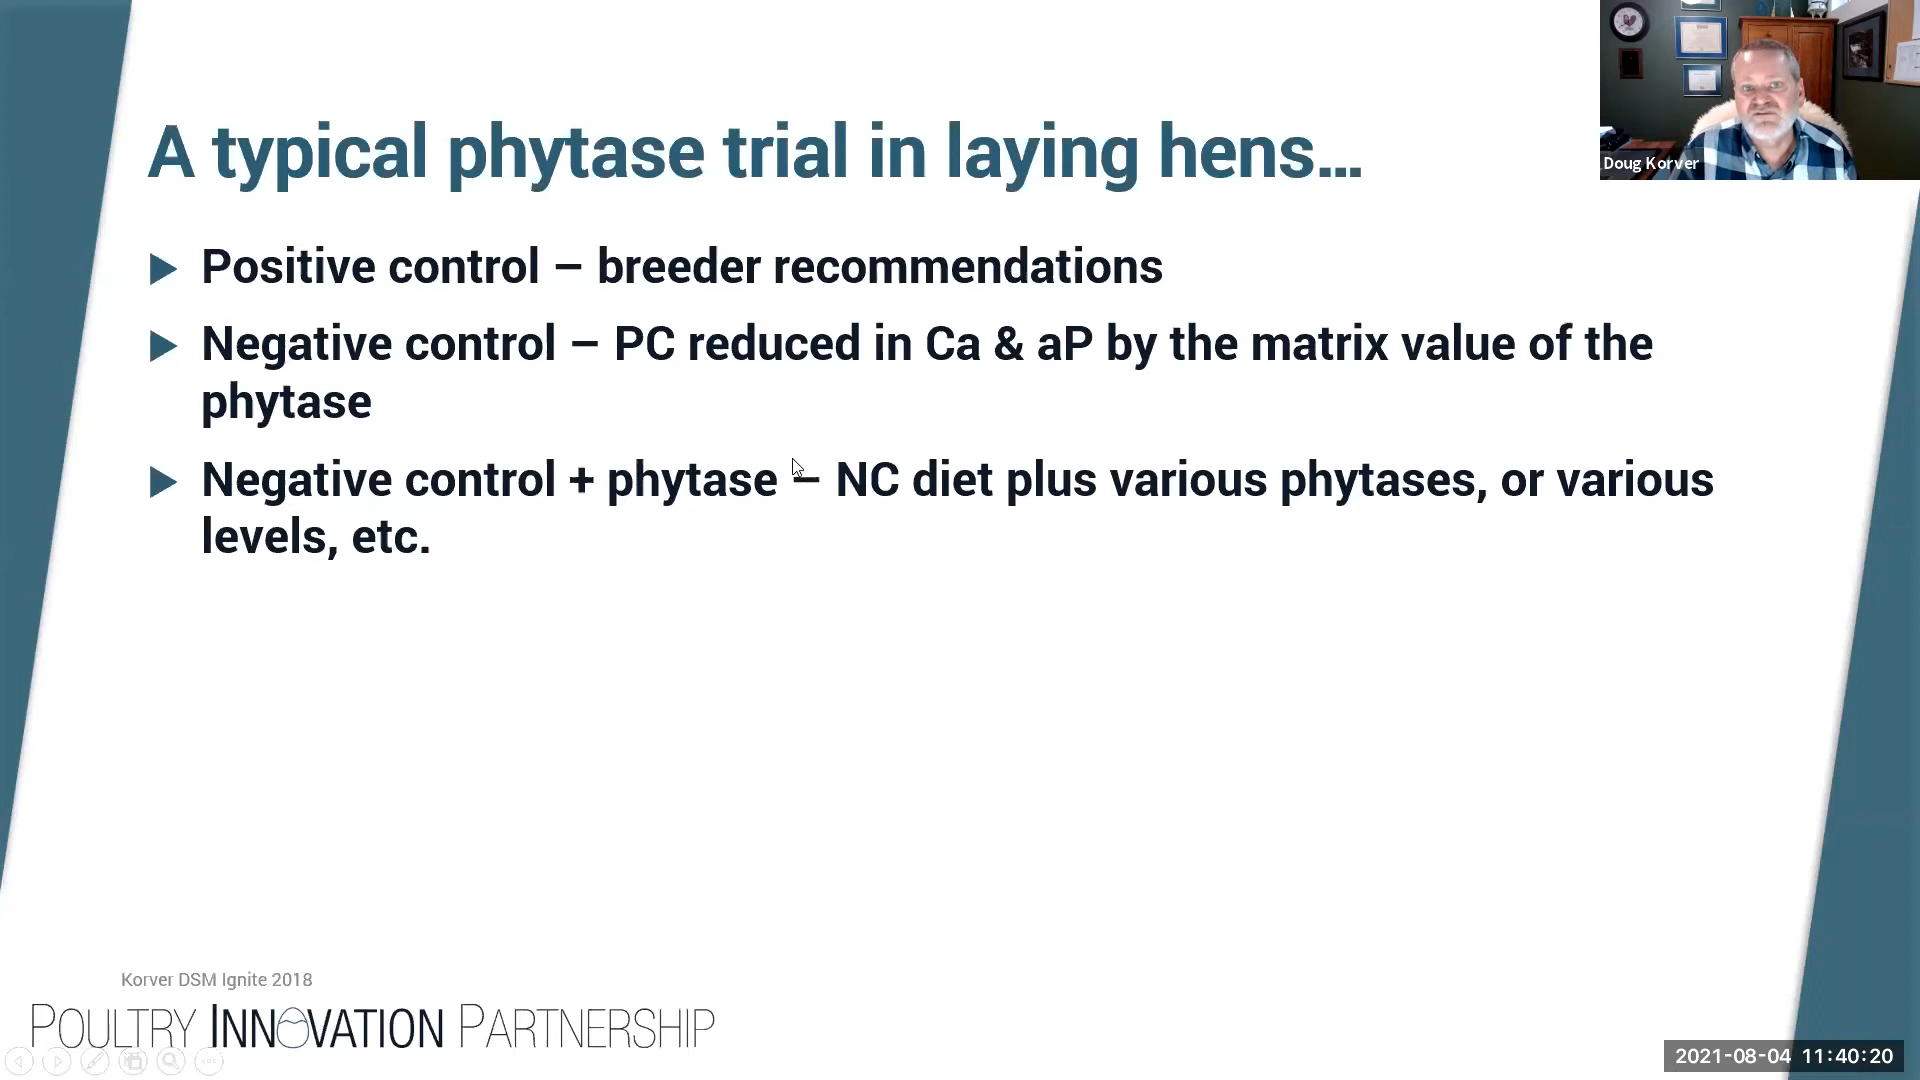 Doug Korver
A typical phytase trial in laying hens...
Positive control – breeder recommendations
Negative control – PC reduced in Ca & aP by the matrix value of the
phytase
Negative control + phytase – NC diet plus various phytases, or various
levels, etc.
Korver DSM Ignite 2018
POULTRY INNOVATION PARTNERSHIP
2021-08-04 11:40:20